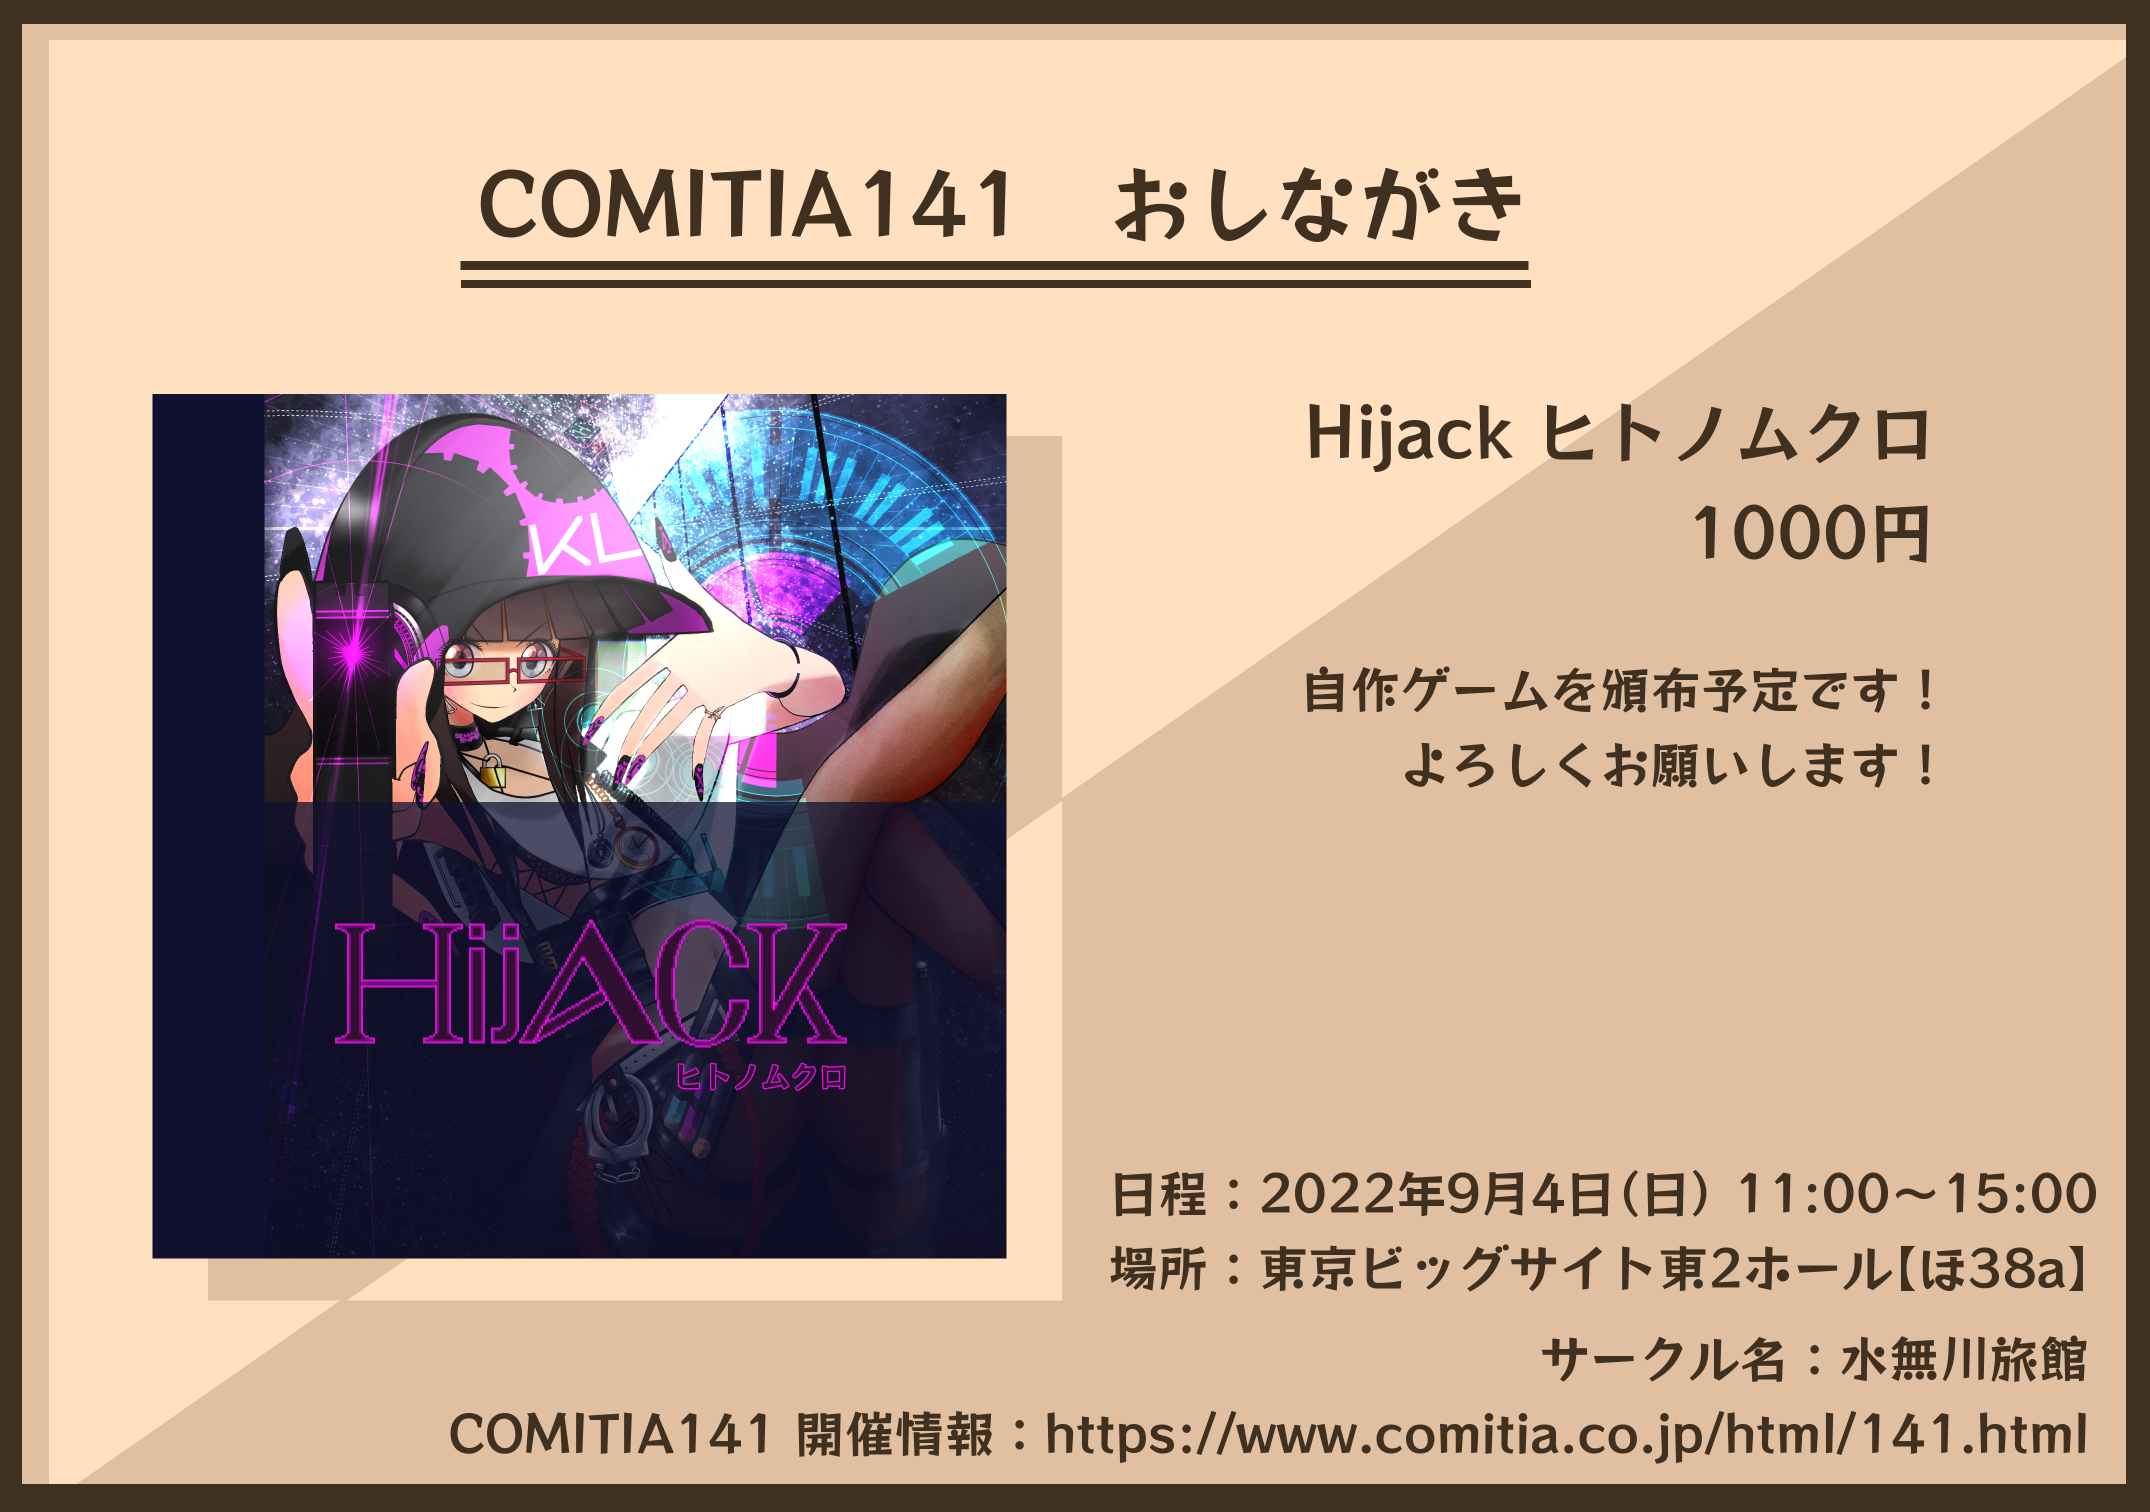 COMITIA141　おしながき
Hijack ヒトノムクロ
1000円
自作ゲームを頒布予定です！
よろしくお願いします！
KL
HijACK
ヒトノムクロ
日程：2022年9月4日(日) 11:00～15:00
場所：東京ビッグサイト東2ホール【ほ38a】
サークル名：水無川旅館
COMITIA141 開催情報：https://www.comitia.co.jp/html/141.html